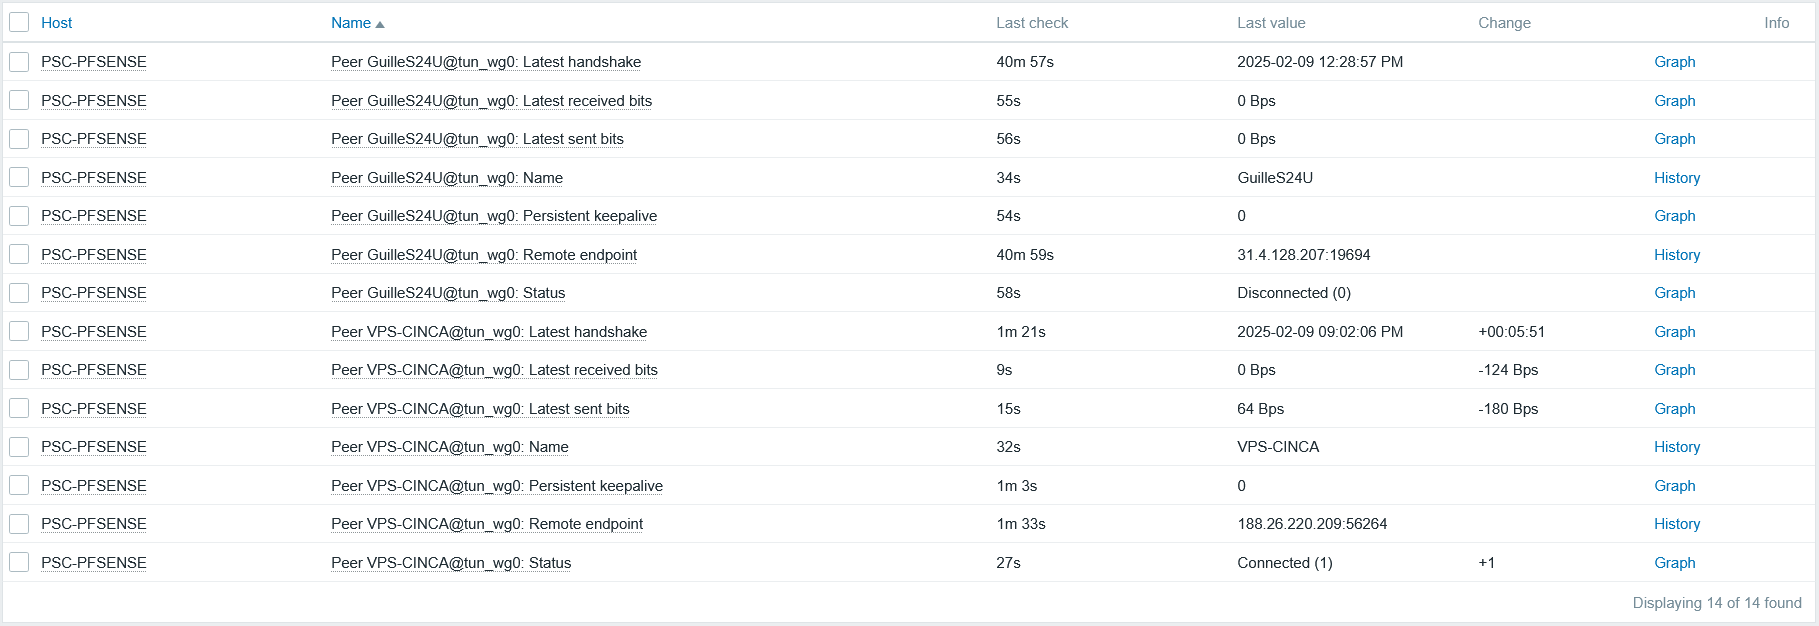 Host Name Last check Last value Change Info
PSC-PFSENSE Peer GuilleS24U@tun_wg0: Latest handshake 40m 57s 2025-02-09 12:28:57 PM Graph
PSC-PFSENSE Peer GuilleS24U@tun_wg0: Latest received bits 55s 0 Bps Graph
PSC-PFSENSE Peer GuilleS24U@tun_wg0: Latest sent bits 56s 0 Bps Graph
PSC-PFSENSE Peer GuilleS24U@tun_wg0: Name 34s GuilleS24U History
PSC-PFSENSE Peer GuilleS24U@tun_wg0: Persistent keepalive 54s 0 Graph
PSC-PFSENSE Peer GuilleS24U@tun_wg0: Remote endpoint 40m 59s 31.4.128.207:19694 History
PSC-PFSENSE Peer GuilleS24U@tun_wg0: Status 58s Disconnected (0) Graph
PSC-PFSENSE Peer VPS-CINCA@tun_wg0: Latest handshake 1m 21s 2025-02-09 09:02:06 PM +00:05:51 Graph
PSC-PFSENSE Peer VPS-CINCA@tun_wg0: Latest received bits 9s 0 Bps -124 Bps Graph
PSC-PFSENSE Peer VPS-CINCA@tun_wg0: Latest sent bits 15s 64 Bps -180 Bps Graph
PSC-PFSENSE Peer VPS-CINCA@tun_wg0: Name 32s VPS-CINCA History
PSC-PFSENSE Peer VPS-CINCA@tun_wg0: Persistent keepalive 1m 3s 0 Graph
PSC-PFSENSE Peer VPS-CINCA@tun_wg0: Remote endpoint 1m 33s 188.26.220.209:56264 History
PSC-PFSENSE Peer VPS-CINCA@tun_wg0: Status 27s Connected (1) +1 Graph
Displaying 14 of 14 found